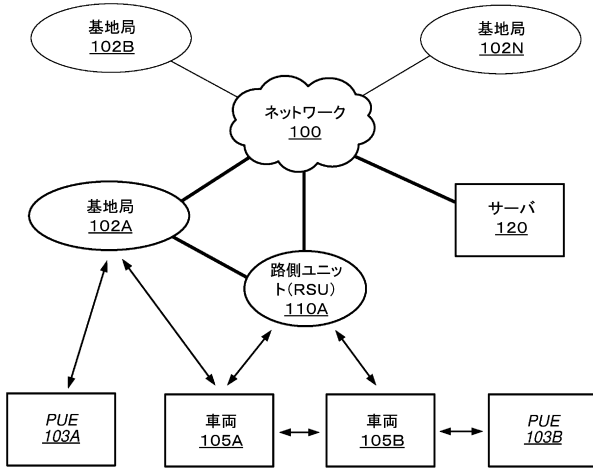 基地局
102B
基地局
102N
ネットワーク
100
基地局
102A
サーバ
120
路側ユニッ
ト(RSU)
110A
PUE
103A
車両
105A
車両
105B
PUE
103B